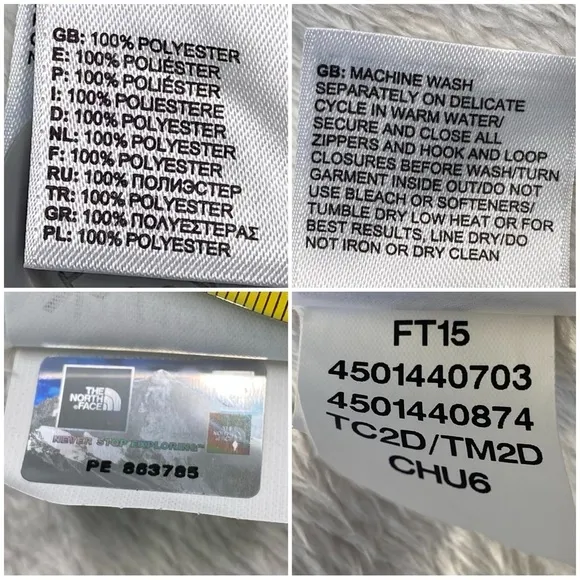 GB: 100% POLYESTER
E: 100% POLIÉSTER
P: 100% POLIÉSTER
I: 100% POLIESTERE
D: 100% POLYESTER
NL: 100% POLYESTER
F: 100% POLYESTER
RU: 100% ПОЛИЭСТЕР
TR: 100% POLYESTER
GR: 100% ΠΟΛΥΕΣΤΕΡΑΣ
PL: 100% POLYESTER
GB: MACHINE WASH
SEPARATELY ON DELICATE
CYCLE IN WARM WATER/
SECURE AND CLOSE ALL
ZIPPERS AND HOOK AND LOOP
CLOSURES BEFORE WASH/TURN
GARMENT INSIDE OUT/DO NOT
USE BLEACH OR SOFTENERS/
TUMBLE DRY LOW HEAT OR FOR
BEST RESULTS, LINE DRY/DO
NOT IRON OR DRY CLEAN
THE
NORTH
FACE
NEVER STOP EXPLORING™
PE 863785
FT15
4501440703
4501440874
TC2D/TM2D
CHU6